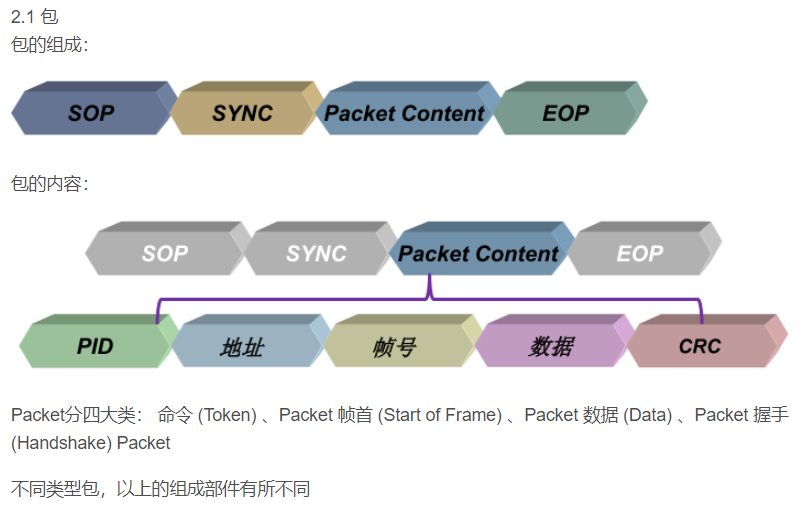 2.1 包
包的组成：
SOP SYNC Packet Content EOP
包的内容：
SOP SYNC Packet Content EOP
PID 地址 帧号 数据 CRC
Packet分四大类： 命令 (Token) 、Packet 帧首 (Start of Frame) 、Packet 数据 (Data) 、Packet 握手
(Handshake) Packet
不同类型包，以上的组成部件有所不同